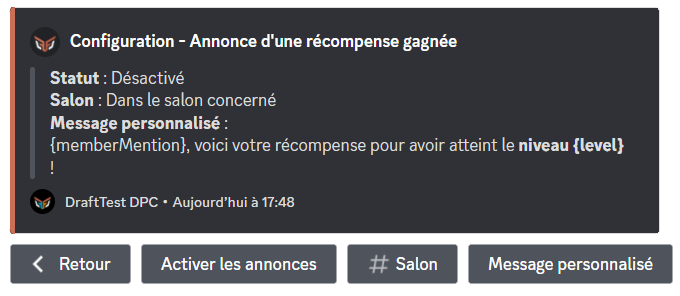 Configuration - Annonce d'une récompense gagnée
Statut : Désactivé
Salon : Dans le salon concerné
Message personnalisé :
{memberMention}, voici votre récompense pour avoir atteint le niveau {level}
!
DraftTest DPC • Aujourd'hui à 17:48
Retour
Activer les annonces
# Salon
Message personnalisé